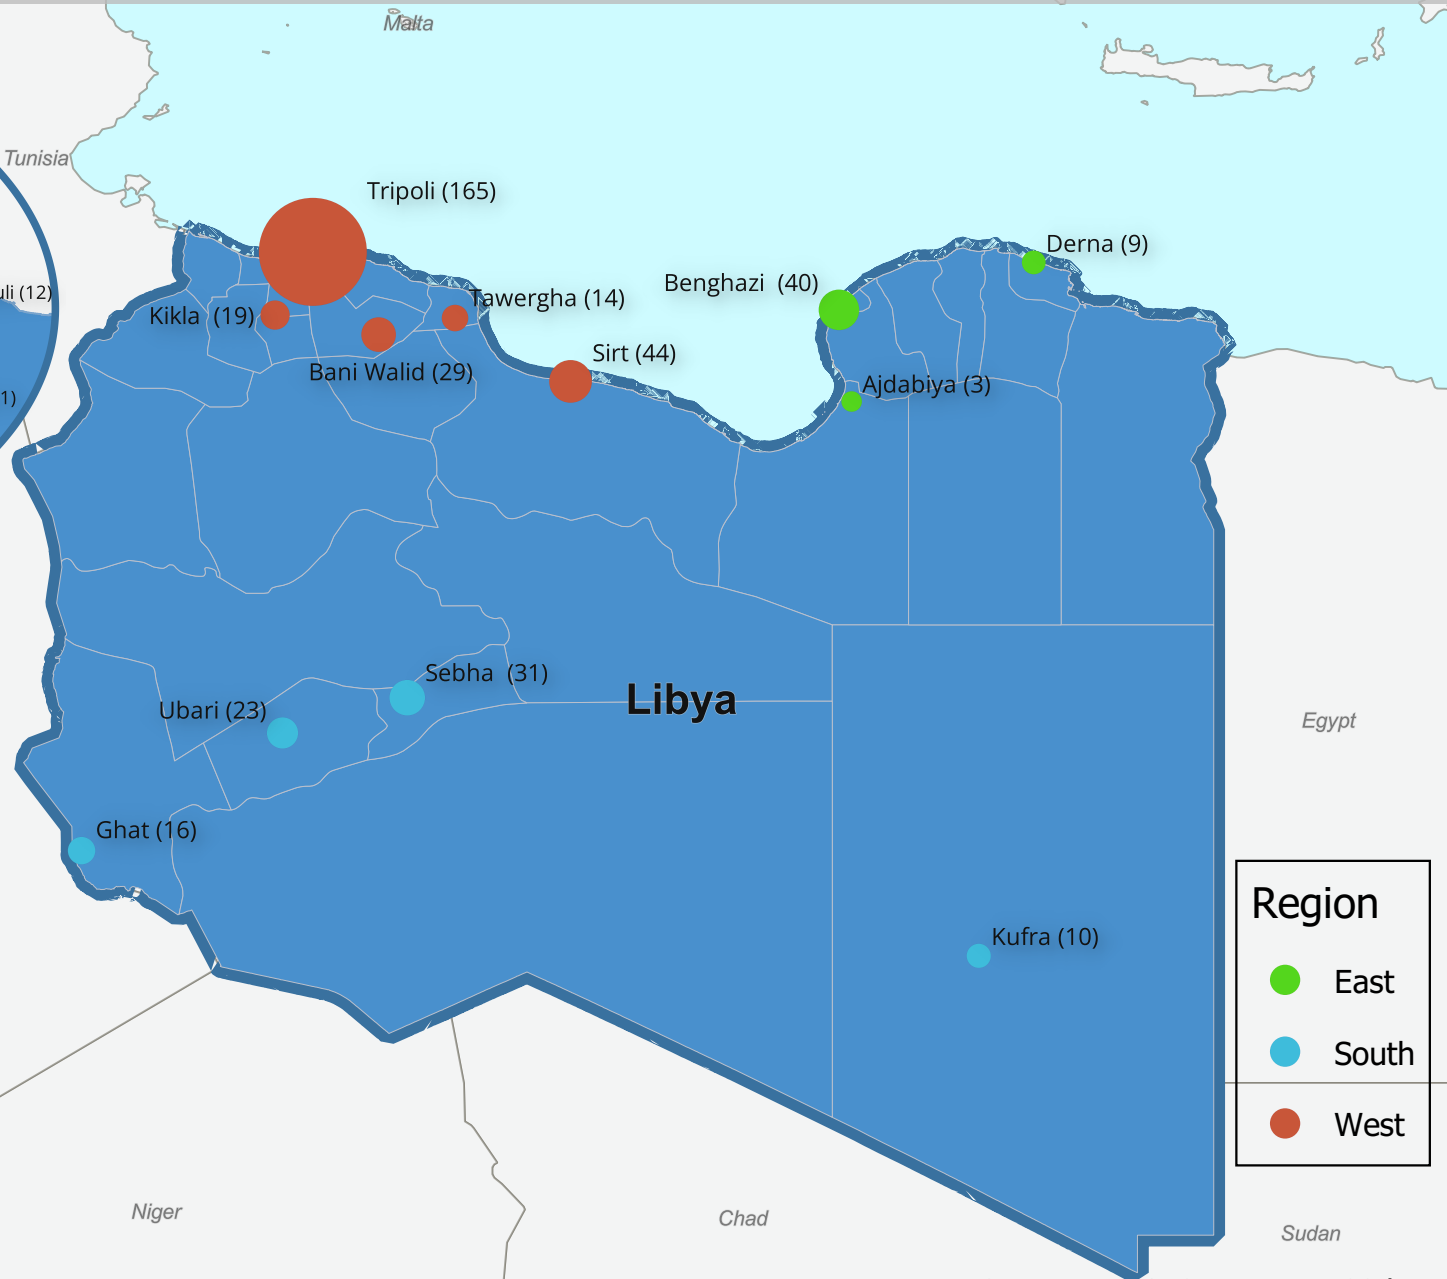 Malta
Tunisia
Tripoli (165)
Derna (9)
Benghazi  (40)
(12)
Tawergha (14)
Kikla  (19)
Sirt (44)
Bani Walid (29)
Ajdabiya (3)
Sebha  (31)
Libya
Ubari (23)
Egypt
Ghat (16)
Kufra (10)
Region
East
South
West
Niger
Chad
Sudan